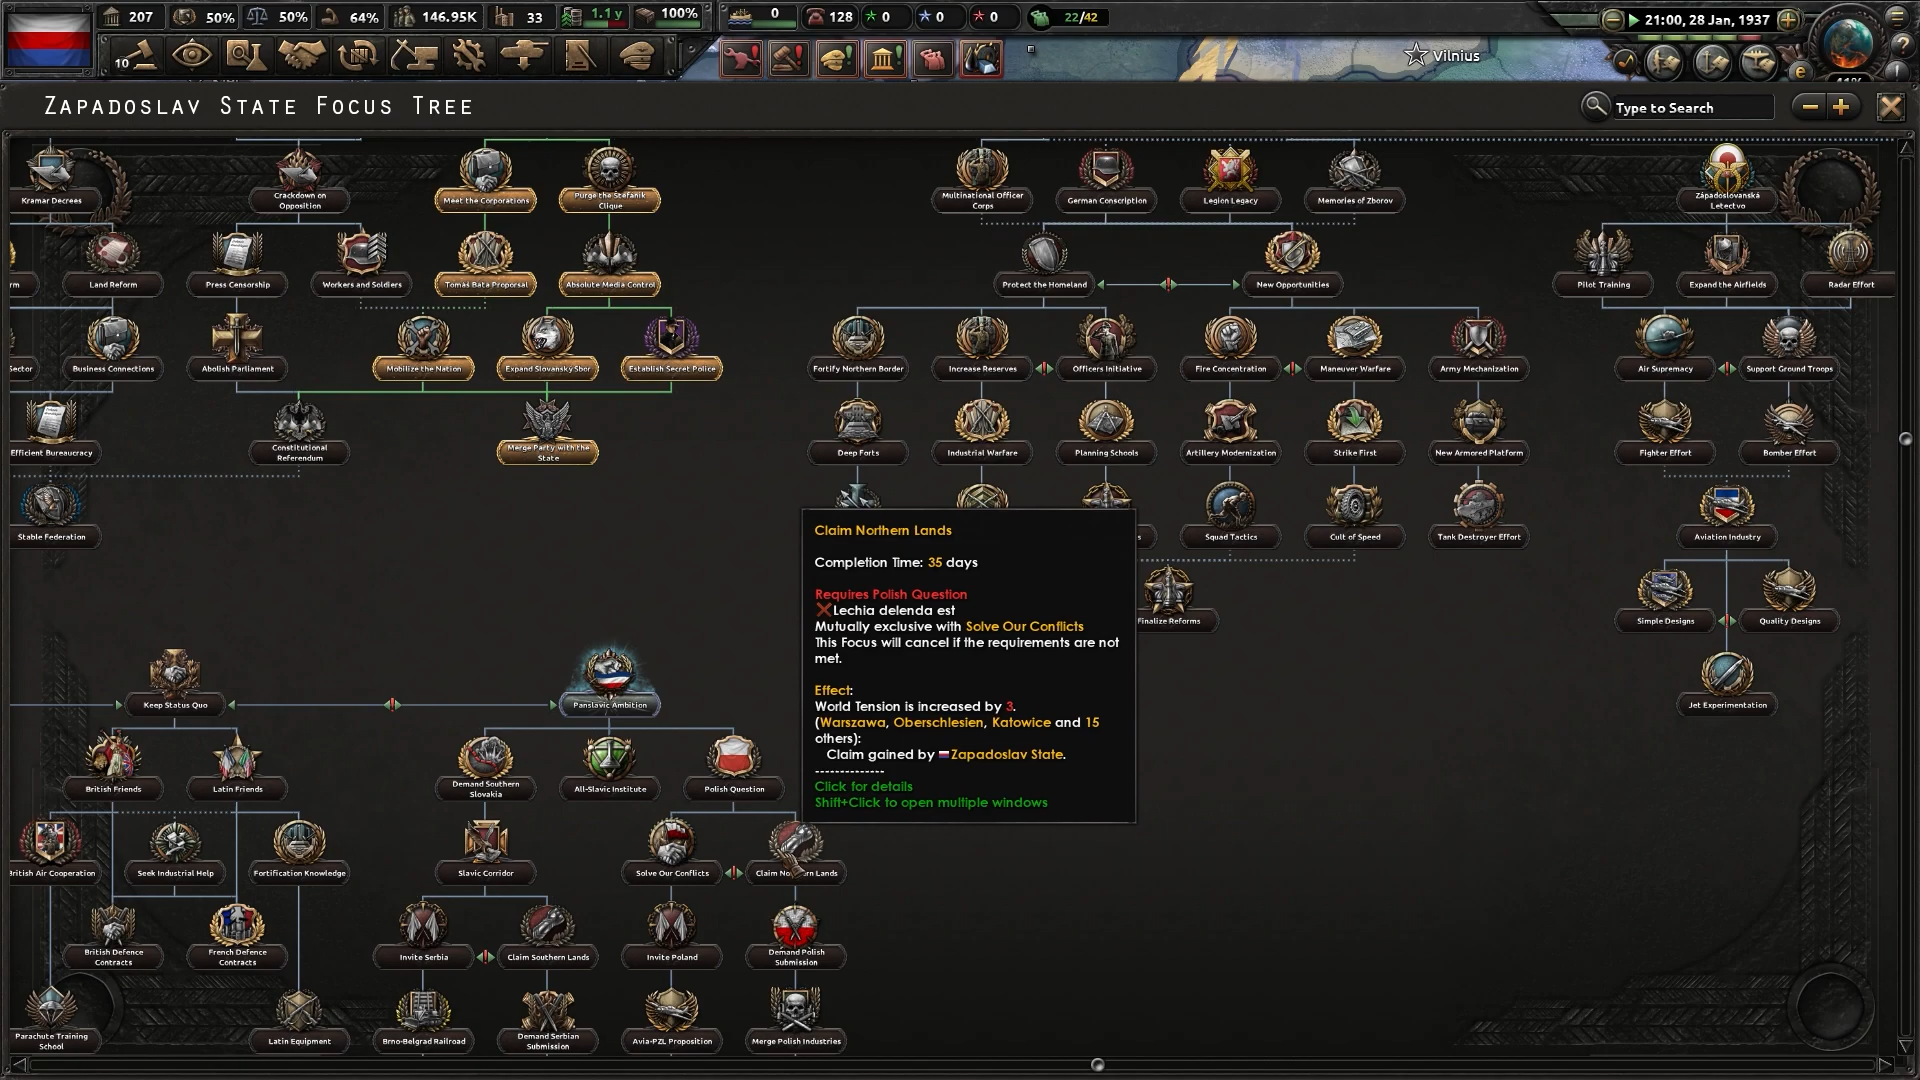 207
50%
50%
64%
146.95K
33
1.1 y
100%
0
128
0
0
0
22/42
21:00, 28 Jan, 1937
10
Vilnius
Zapadoslav State Focus Tree
Type to Search
Kramar Decrees
Crackdown on Opposition
Meet the Corporations
Purge the Stefanik Clique
Multinational Officer Corps
German Conscription
Legion Legacy
Memories of Zborov
Západoslovanská Letectvo
Land Reform
Press Censorship
Workers and Soldiers
Tomáš Bata Proporsal
Absolute Media Control
Protect the Homeland
New Opportunities
Pilot Training
Expand the Airfields
Radar Effort
Business Connections
Abolish Parliament
Mobilize the Nation
Expand Slovanský Sbor
Establish Secret Police
Fortify Northern Border
Increase Reserves
Officers Initiative
Fire Concentration
Maneuver Warfare
Army Mechanization
Air Supremacy
Support Ground Troops
Efficient Bureaucracy
Constitutional Referendum
Merge Party with the State
Deep Forts
Industrial Warfare
Planning Schools
Artillery Modernization
Strike First
New Armored Platform
Fighter Effort
Bomber Effort
Stable Federation
Squad Tactics
Cult of Speed
Tank Destroyer Effort
Aviation Industry
Claim Northern Lands
Completion Time: 35 days
Requires Polish Question
Lechia delenda est
Mutually exclusive with Solve Our Conflicts
This Focus will cancel if the requirements are not met.
Effect:
World Tension is increased by 3.
(Warszawa, Oberschlesien, Katowice and 15 others):
Claim gained by Zapadoslav State.
--------------
Click for details
Shift+Click to open multiple windows
Finalize Reforms
Simple Designs
Quality Designs
Jet Experimentation
Keep Status Quo
Panslavic Ambition
British Friends
Latin Friends
Demand Southern Slovakia
All-Slavic Institute
Polish Question
British Air Cooperation
Seek Industrial Help
Fortification Knowledge
Slavic Corridor
Solve Our Conflicts
Claim Northern Lands
British Defence Contracts
French Defence Contracts
Invite Serbia
Claim Southern Lands
Invite Poland
Demand Polish Submission
Parachute Training School
Latin Equipment
Brno-Belgrad Railroad
Demand Serbian Submission
Avia-PZL Proposition
Merge Polish Industries